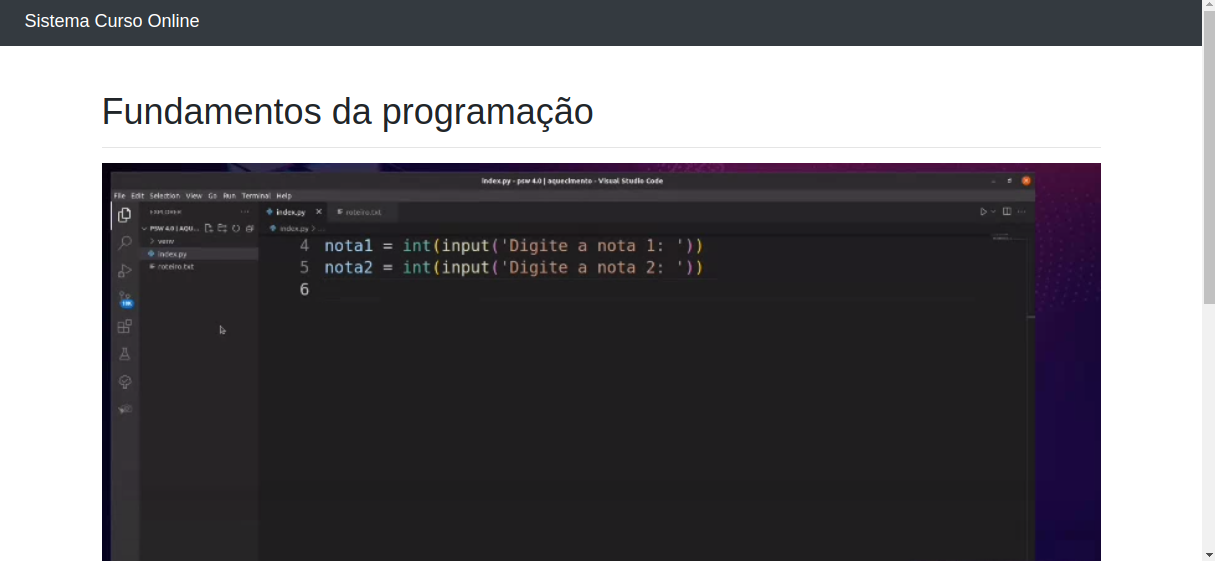 Sistema Curso Online
Fundamentos da programação
index.py - psw 4.0 | aquecimento - Visual Studio Code
File Edit Selection View Go Run Terminal Help
EXPLORER
index.py
roteiro.txt
PSW 4.0 | AQU...
index.py > ...
venv
index.py
roteiro.txt
4 nota1 = int(input('Digite a nota 1: '))
5 nota2 = int(input('Digite a nota 2: '))
6